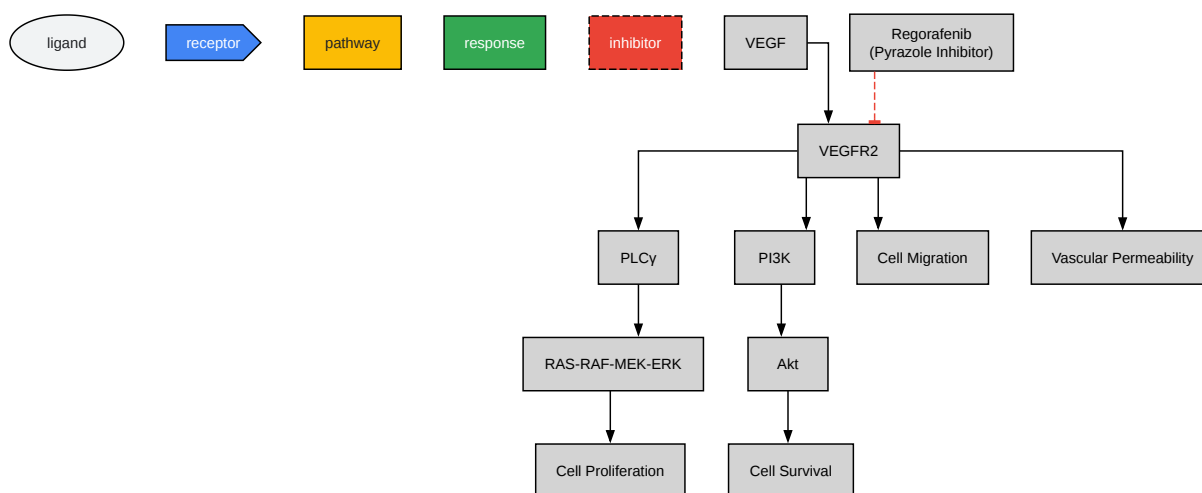 ligand
receptor
pathway
response
inhibitor
VEGF
Regorafenib
(Pyrazole Inhibitor)
VEGFR2
PLCγ
PI3K
Cell Migration
Vascular Permeability
RAS-RAF-MEK-ERK
Akt
Cell Proliferation
Cell Survival